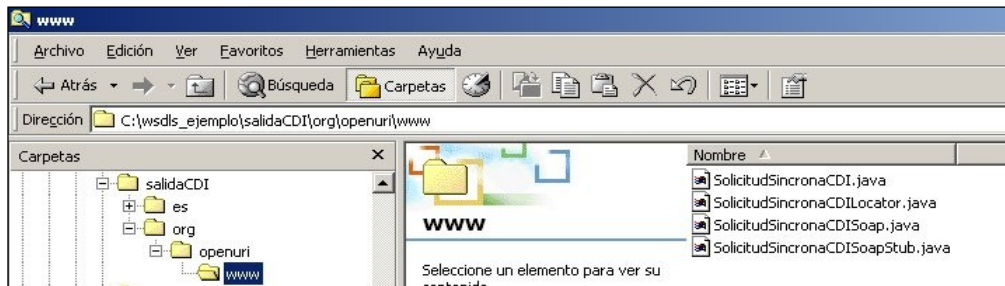 www
Archivo Edición Ver Favoritos Herramientas Ayuda
Atrás Búsqueda Carpetas
Dirección C:\wsdls_ejemplo\salidaCDI\org\openuri\www
Carpetas
salidaCDI
es
org
openuri
www
www
Seleccione un elemento para ver su
contenido
Nombre
SolicitudSincronaCDI.java
SolicitudSincronaCDILocator.java
SolicitudSincronaCDISoap.java
SolicitudSincronaCDISoapStub.java